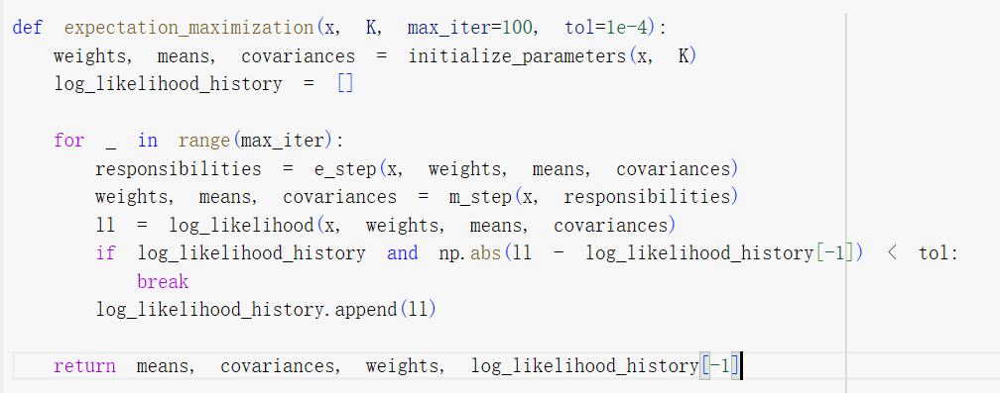 def expectation_maximization(x, K, max_iter=100, tol=1e-4):
    weights, means, covariances = initialize_parameters(x, K)
    log_likelihood_history = []

    for _ in range(max_iter):
        responsibilities = e_step(x, weights, means, covariances)
        weights, means, covariances = m_step(x, responsibilities)
        ll = log_likelihood(x, weights, means, covariances)
        if log_likelihood_history and np.abs(ll - log_likelihood_history[-1]) < tol:
            break
        log_likelihood_history.append(ll)

    return means, covariances, weights, log_likelihood_history[-1]